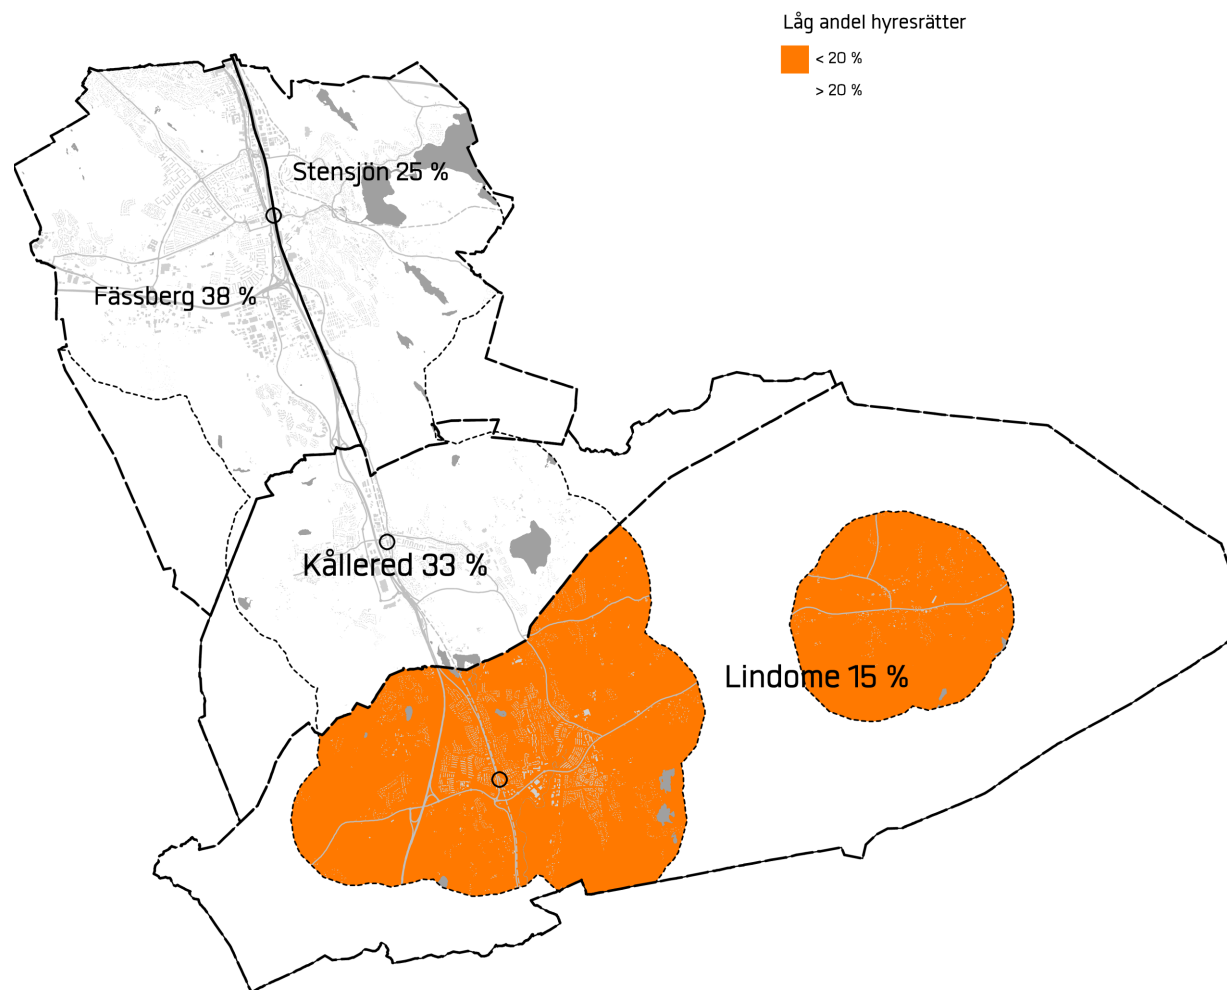 Låg andel hyresrätter
< 20 %
> 20 %
Stensjön 25 %
Fässberg 38 %
Kållered 33 %
Lindome 15 %